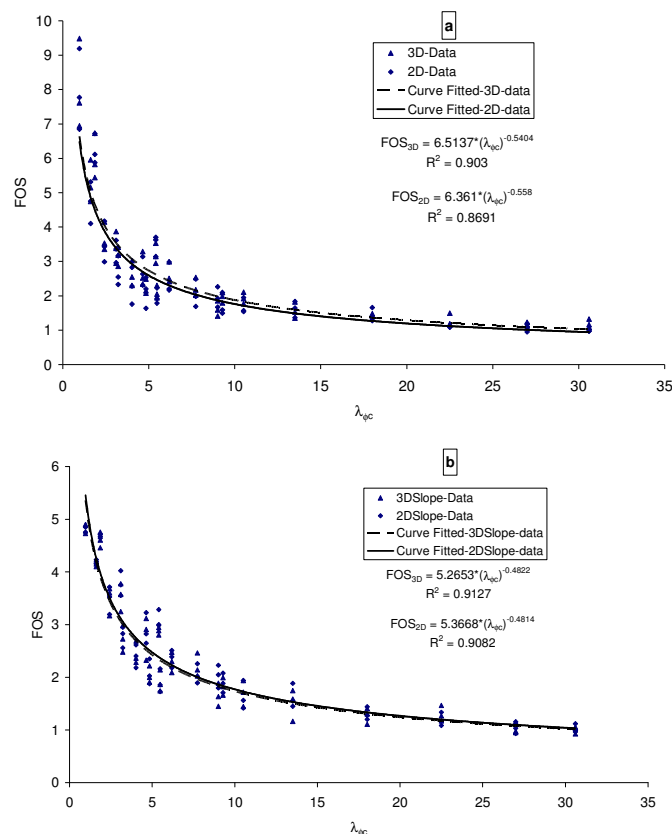 a
10
9
8
7
6
5
4
3
2
1
0
FOS
3D-Data
2D-Data
Curve Fitted-3D-data
Curve Fitted-2D-data
FOS3D = 6.5137*(λϕc)-0.5404
R2 = 0.903
FOS2D = 6.361*(λϕc)-0.558
R2 = 0.8691
0 5 10 15 20 25 30 35
λϕc
b
6
5
4
3
2
1
0
FOS
3DSlope-Data
2DSlope-Data
Curve Fitted-3DSlope-data
Curve Fitted-2DSlope-data
FOS3D = 5.2653*(λϕc)-0.4822
R2 = 0.9127
FOS2D = 5.3668*(λϕc)-0.4814
R2 = 0.9082
0 5 10 15 20 25 30 35
λϕc